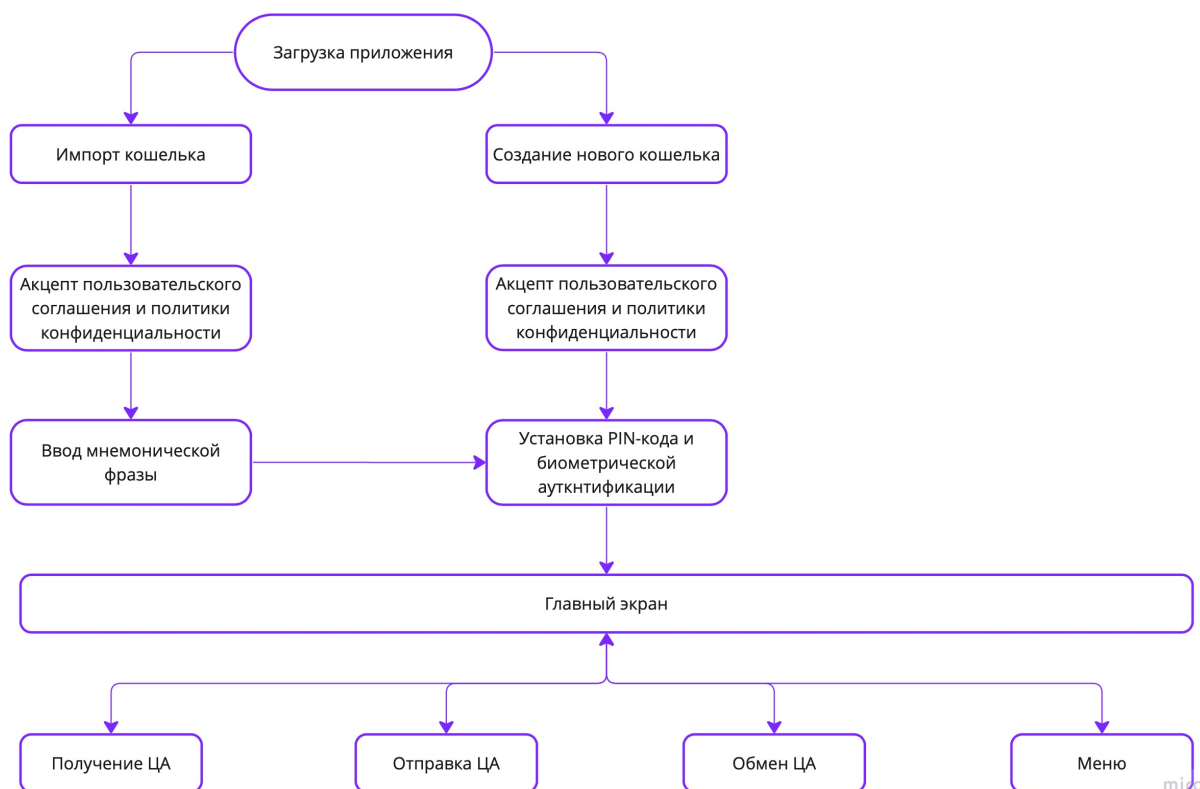 Загрузка приложения
Импорт кошелька
Создание нового кошелька
Акцепт пользовательского
соглашения и политики
конфиденциальности
Акцепт пользовательского
соглашения и политики
конфиденциальности
Ввод мнемонической
фразы
Установка PIN-кода и
биометрической
ауткнтификации
Главный экран
Получение ЦА
Отправка ЦА
Обмен ЦА
Меню